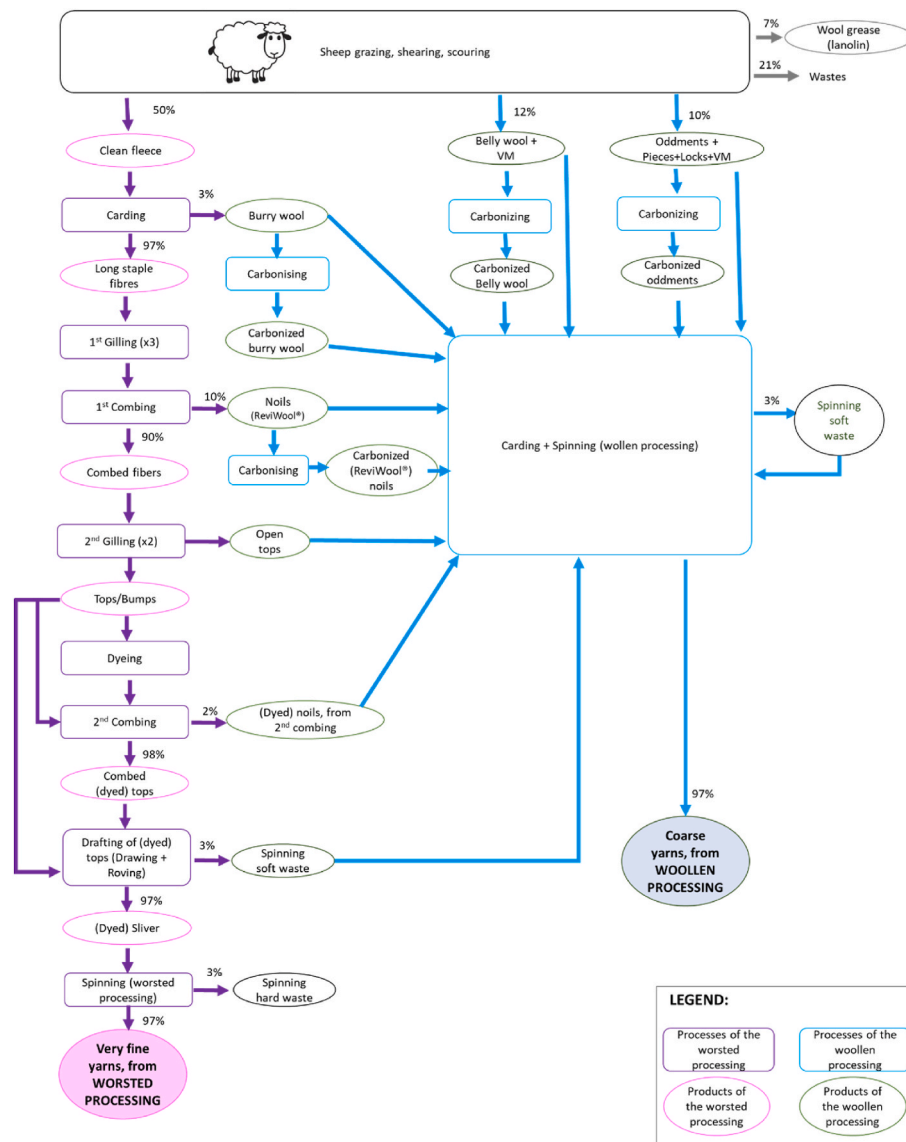 7%
Wool grease
(lanolin)
Sheep grazing, shearing, scouring
21%
Wastes
50%
12%
10%
Clean fleece
Belly wool +
VM
Oddments +
Pieces+Locks+VM
3%
Carding
Burry wool
Carbonizing
Carbonizing
97%
Long staple
fibres
Carbonising
Carbonized
Belly wool
Carbonized
oddments
1st Gilling (x3)
Carbonized
burry wool
1st Combing
10%
Noils
(ReviWool®)
3%
Spinning
soft
waste
90%
Carding + Spinning (wollen processing)
Combed fibers
Carbonising
Carbonized
(ReviWool®)
noils
2nd Gilling (x2)
Open
tops
Tops/Bumps
Dyeing
2nd Combing
2%
(Dyed) noils, from
2nd combing
98%
Combed
(dyed) tops
97%
Drafting of (dyed)
tops (Drawing +
Roving)
3%
Spinning
soft waste
Coarse
yarns, from
WOOLLEN
PROCESSING
97%
(Dyed) Sliver
Spinning (worsted
processing)
3%
Spinning
hard waste
97%
Very fine
yarns, from
WORSTED
PROCESSING
LEGEND:
Processes of the
worsted
processing
Processes of the
woollen
processing
Products of
the worsted
processing
Products of
the woollen
processing